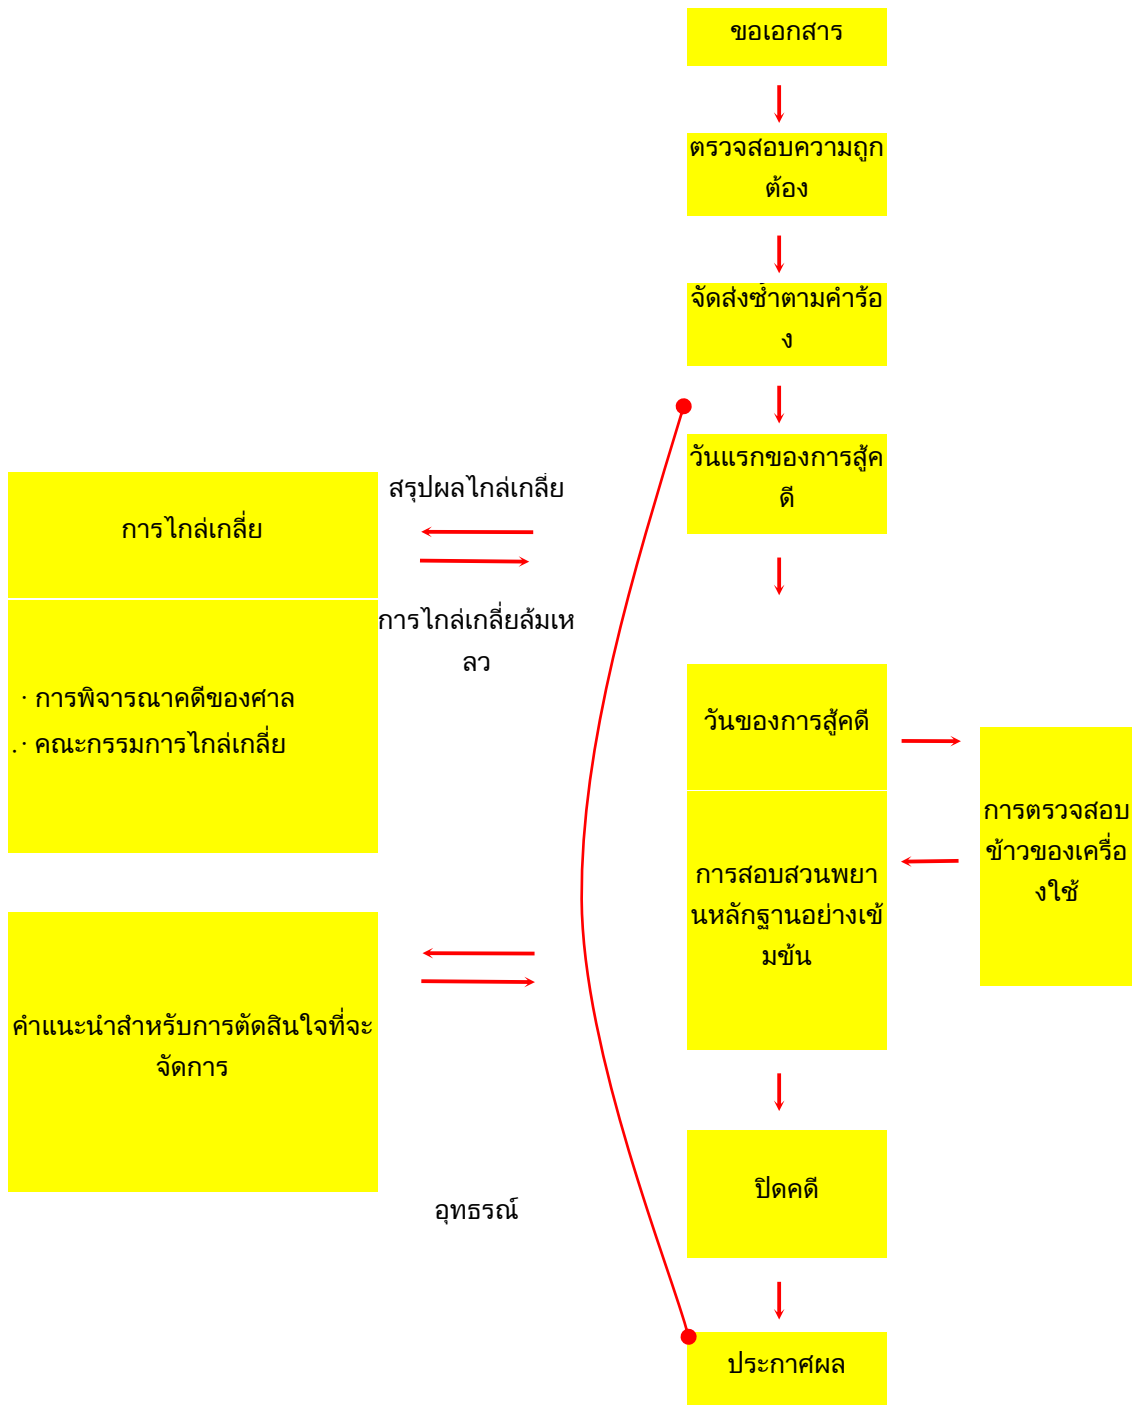 ขอเอกสาร
ตรวจสอบความถูก
ต้อง
จัดส่งซ้ำตามคำร้อ
ง
วันแรกของการสู้ค
ดี
สรุปผลไกล่เกลี่ย
การไกล่เกลี่ย
การไกล่เกลี่ยล้มเห
ลว
· การพิจารณาคดีของศาล
.· คณะกรรมการไกล่เกลี่ย
วันของการสู้คดี
การตรวจสอบ
ข้าวของเครื่อ
งใช้
การสอบสวนพยา
นหลักฐานอย่างเข้
มข้น
คำแนะนำสำหรับการตัดสินใจที่จะ
จัดการ
ปิดคดี
อุทธรณ์
ประกาศผล